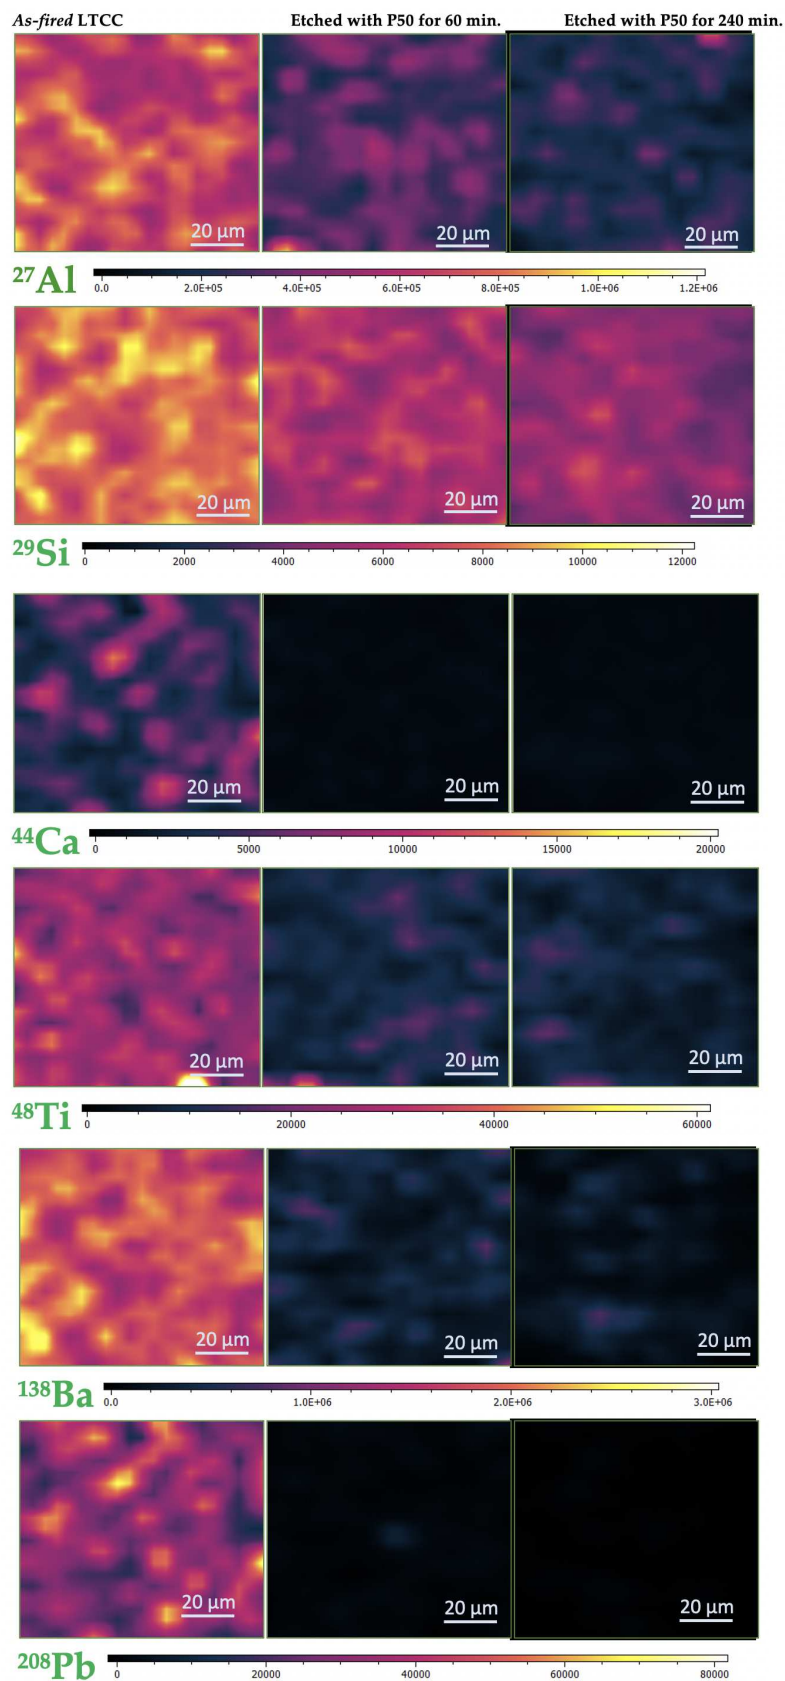 As-fired LTCC Etched with P50 for 60 min. Etched with P50 for 240 min.
20 μm 20 μm 20 μm
27Al
0.0 2.0E+05 4.0E+05 6.0E+05 8.0E+05 1.0E+06 1.2E+06
20 μm 20 μm 20 μm
29Si
0 2000 4000 6000 8000 10000 12000
20 μm 20 μm 20 μm
44Ca
0 5000 10000 15000 20000
20 μm 20 μm 20 μm
48Ti
0 20000 40000 60000
20 μm 20 μm 20 μm
138Ba
0.0 1.0E+06 2.0E+06 3.0E+06
20 μm 20 μm 20 μm
208Pb
0 20000 40000 60000 80000